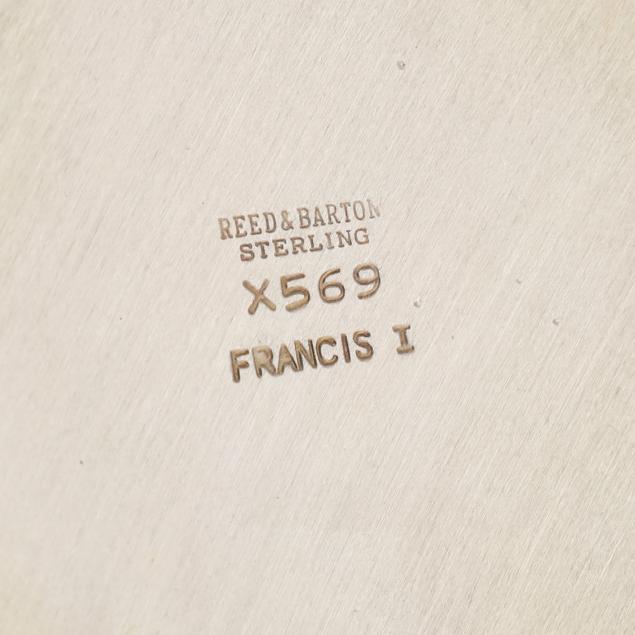 REED&BARTON
STERLING
X569
FRANCIS I